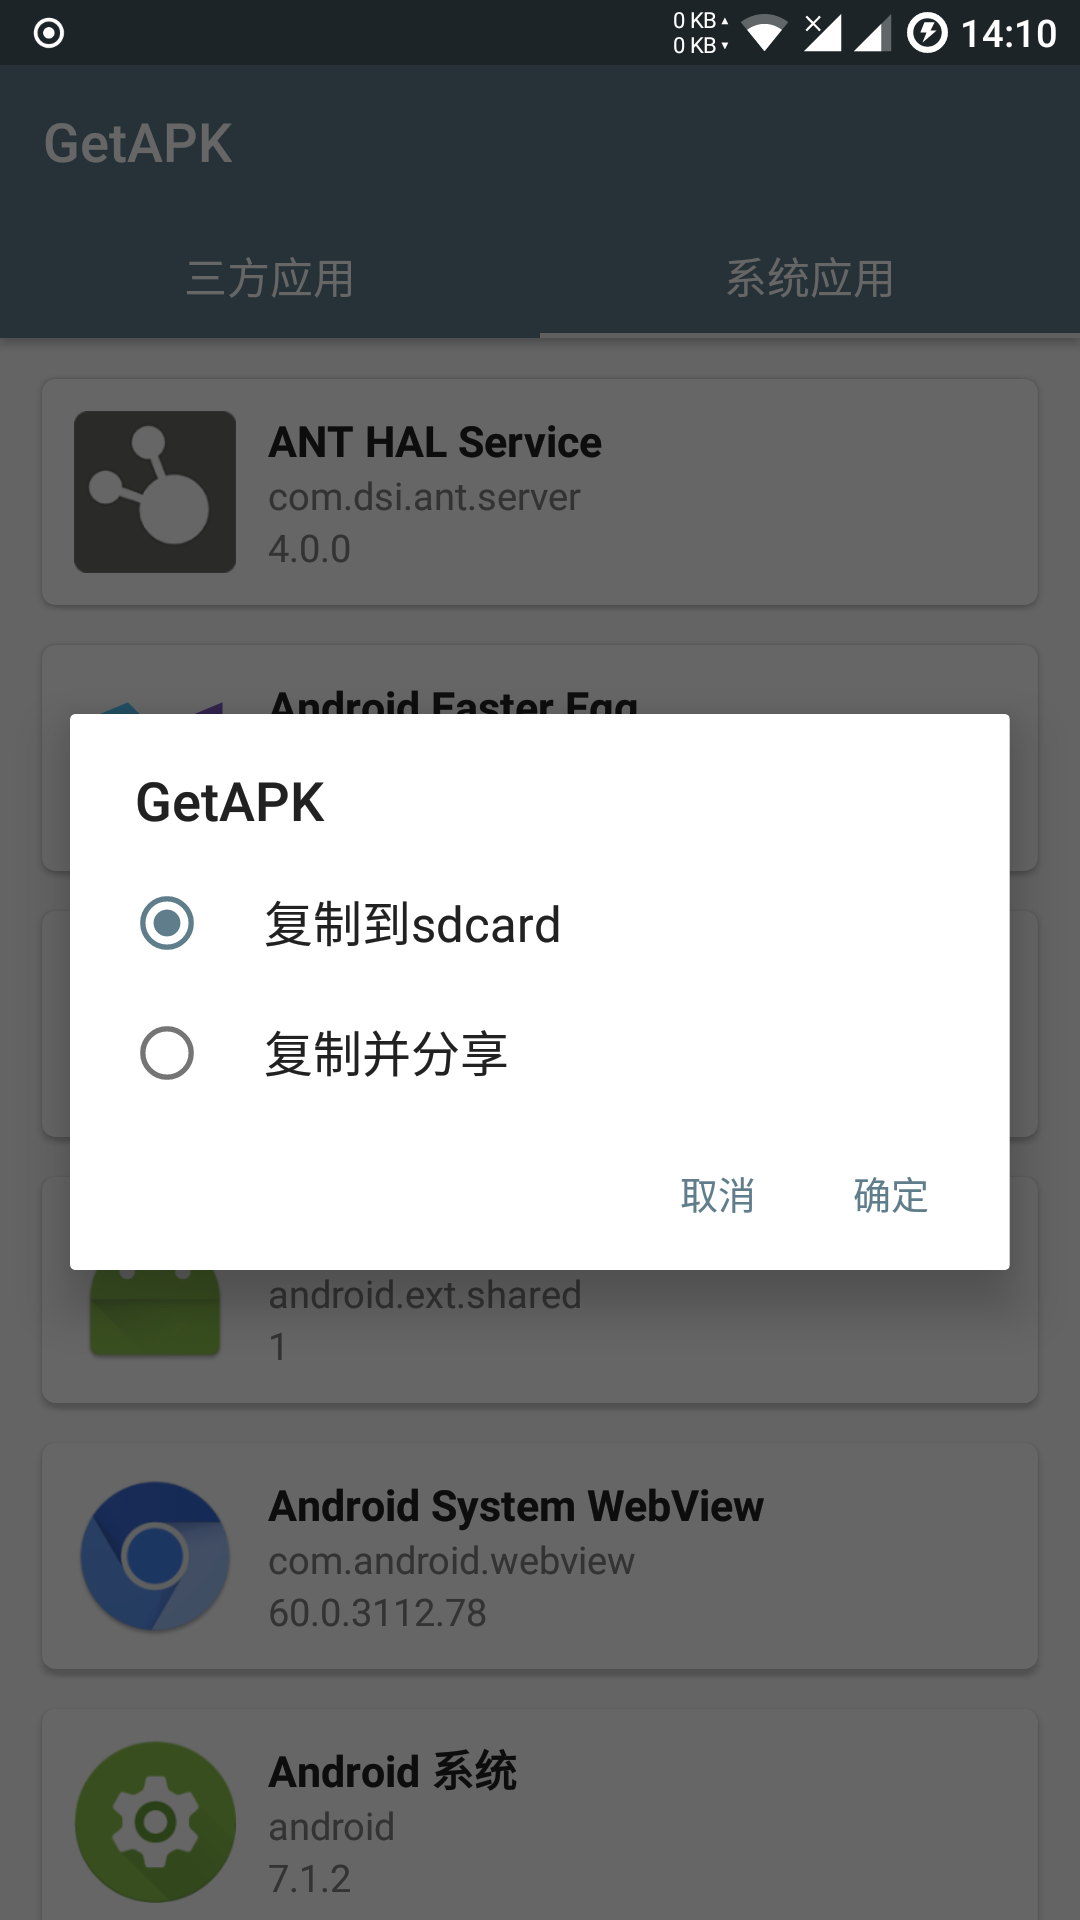 0 KB
0 KB
14:10
GetAPK
三方应用
系统应用
ANT HAL Service
com.dsi.ant.server
4.0.0
Android Easter Egg
GetAPK
复制到sdcard
复制并分享
取消
确定
android.ext.shared
1
Android System WebView
com.android.webview
60.0.3112.78
Android 系统
android
7.1.2